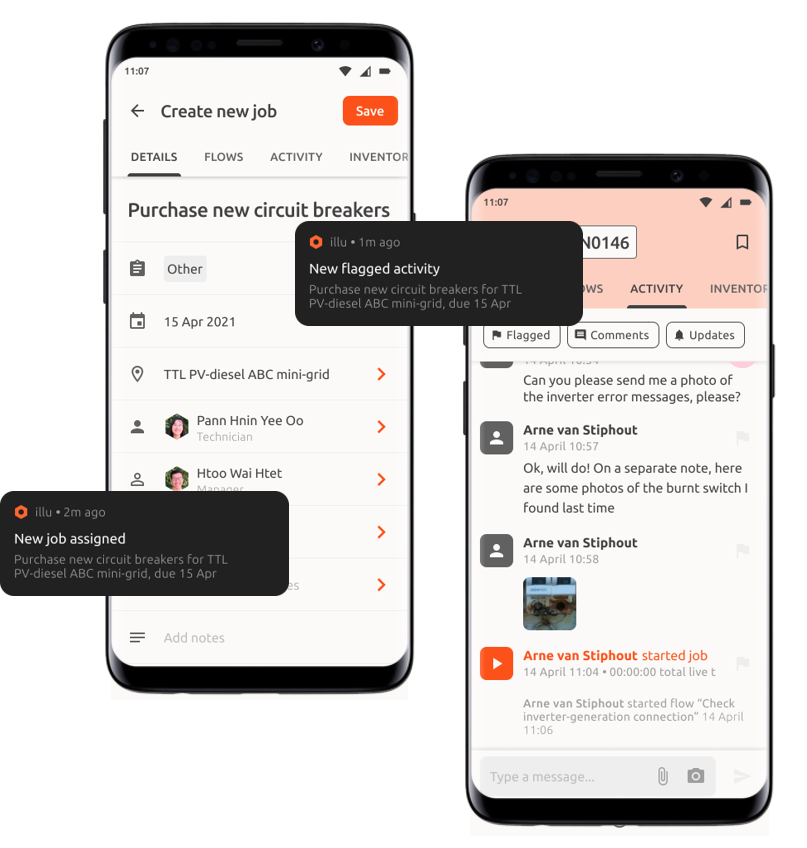 11:07
Create new job
Save
DETAILS FLOWS ACTIVITY INVENTOR
Purchase new circuit breakers
Other
15 Apr 2021
TTL PV-diesel ABC mini-grid
Pann Hnin Yee Oo
Technician
Htoo Wai Htet
Manager
Add notes
illu • 2m ago
New job assigned
Purchase new circuit breakers for TTL
PV-diesel ABC mini-grid, due 15 Apr
illu • 1m ago
New flagged activity
Purchase new circuit breakers for TTL
PV-diesel ABC mini-grid, due 15 Apr
11:07
N0146
OWS ACTIVITY INVENTOR
Flagged Comments Updates
14 April 10:54
Can you please send me a photo of
the inverter error messages, please?
Arne van Stiphout
14 April 10:57
Ok, will do! On a separate note, here
are some photos of the burnt switch I
found last time
Arne van Stiphout
14 April 10:58
Arne van Stiphout started job
14 April 11:04 • 00:00:00 total live t
Arne van Stiphout started flow “Check
inverter-generation connection” 14 April
11:06
Type a message...